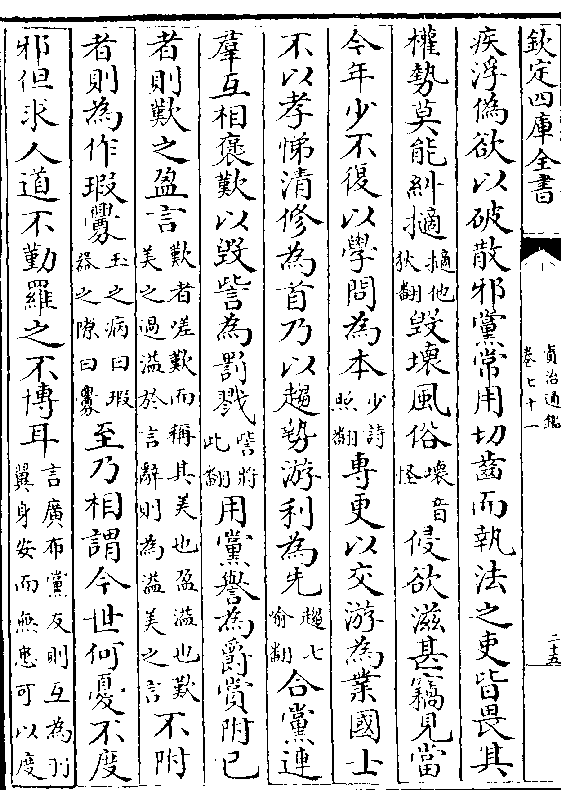 欽定四庫全書
資治通鑑
卷七十一
二十五
疾浮偽欲以破散邪黨常用切齒而執法之吏皆畏其
權勢莫能糾擿擿他狄翻毀壞風俗壞音怪侵欲滋甚竊見當
今年少不復以學問為本少詩照翻專更以交游為業國士
不以孝悌清修為首乃以趨勢游利為先趨七喻翻合黨連
羣互相褒歎以毀訾為罰戮訾將此翻用黨譽為爵賞附已
者則歎之盈言歎者嗟歎而稱其美也盈溢也歎美之過溢於言辭則為溢美之言不附
者則為作瑕釁玉之病曰瑕器之隙曰釁至乃相謂今世何憂不度
邪但求人道不勤羅之不博耳言廣布黨友則互為羽翼身安而無患可以度